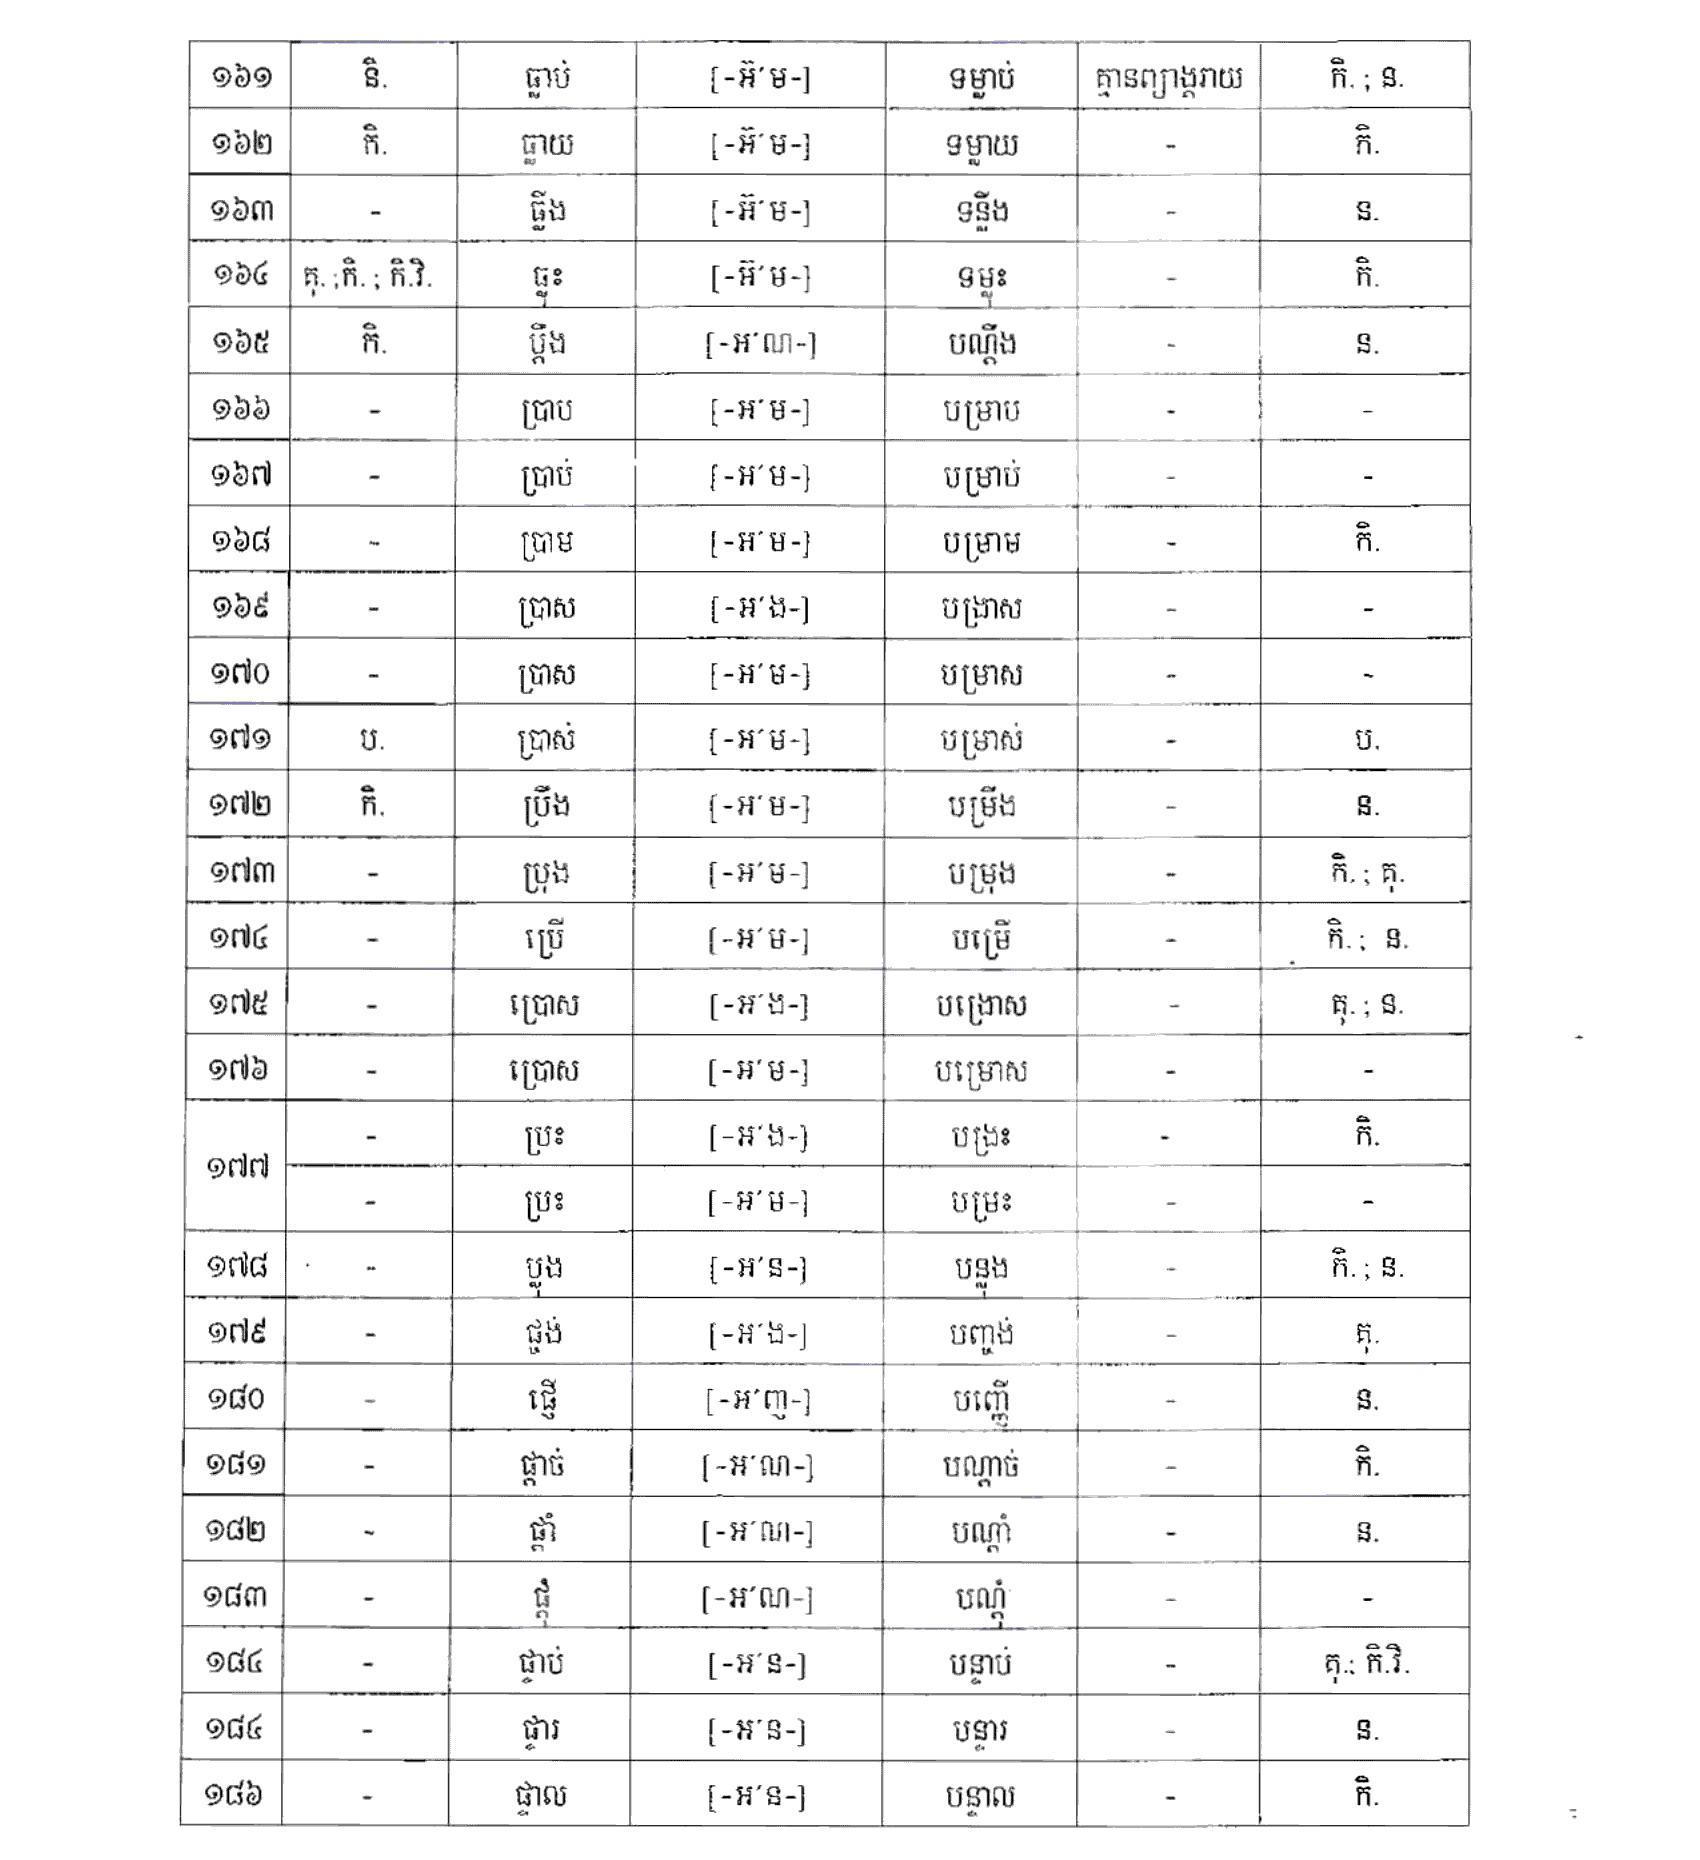 ១៦១ និ. ធ្លាប់ [-អ៊ំម-] ទម្លាប់ គ្មានព្យាង្គរាយ កិ. ; ន.
១៦២ កិ. ធ្លាយ [-អ៊ំម-] ទម្លាយ - កិ.
១៦៣ - ធ្លឹង [-អ៊ំម-] ទន្លឹង - ន.
១៦៤ គុ. ;កិ. ; កិ.វិ. ធ្លុះ [-អ៊ំម-] ទម្លុះ - កិ.
១៦៥ កិ. ប្ដឹង [-អ់ណ-] បណ្ដឹង - ន.
១៦៦ - ប្រាប [-អ់ម-] បម្រាប - -
១៦៧ - ប្រាប់ [-អ់ម-] បម្រាប់ - -
១៦៨ - ប្រាម [-អ់ម-] បម្រាម - កិ.
១៦៩ - ប្រាស [-អ់ង-] បង្រាស - -
១៧០ - ប្រាស [-អ់ម-] បម្រាស - -
១៧១ ប. ប្រាស់ [-អ់ម-] បម្រាស់ - ប.
១៧២ កិ. ប្រឹង [-អ់ម-] បម្រឹង - ន.
១៧៣ - ប្រុង [-អ់ម-] បម្រុង - កិ. ; គុ.
១៧៤ - ប្រើ [-អ់ម-] បម្រើ - កិ. ; ន.
១៧៥ - ប្រោស [-អ់ង-] បង្រោស - គុ. ; ន.
១៧៦ - ប្រោស [-អ់ម-] បម្រោស - -
១៧៧ - ប្រះ [-អ់ង-] បង្រះ - កិ.
- ប្រះ [-អ់ម-] បម្រះ - -
១៧៨ - ប្លុង [-អ់ន-] បន្លុង - កិ. ; ន.
១៧៩ - ផ្ចង់ [-អ់ង-] បញ្ចង់ - គុ.
១៨០ - ផ្ញើ [-អ់ញ-] បញ្ញើ - ន.
១៨១ - ផ្ដាច់ [-អ់ណ-] បណ្ដាច់ - កិ.
១៨២ - ផ្ដាំ [-អ់ណ-] បណ្ដាំ - ន.
១៨៣ - ផ្ដុំ [-អ់ណ-] បណ្ដុំ - -
១៨៤ - ផ្ទាប់ [-អ់ន-] បន្ទាប់ - គុ.; កិ.វិ.
១៨៤ - ផ្ទារ [-អ់ន-] បន្ទារ - ន.
១៨៦ - ផ្ទាល [-អ់ន-] បន្ទាល - កិ.